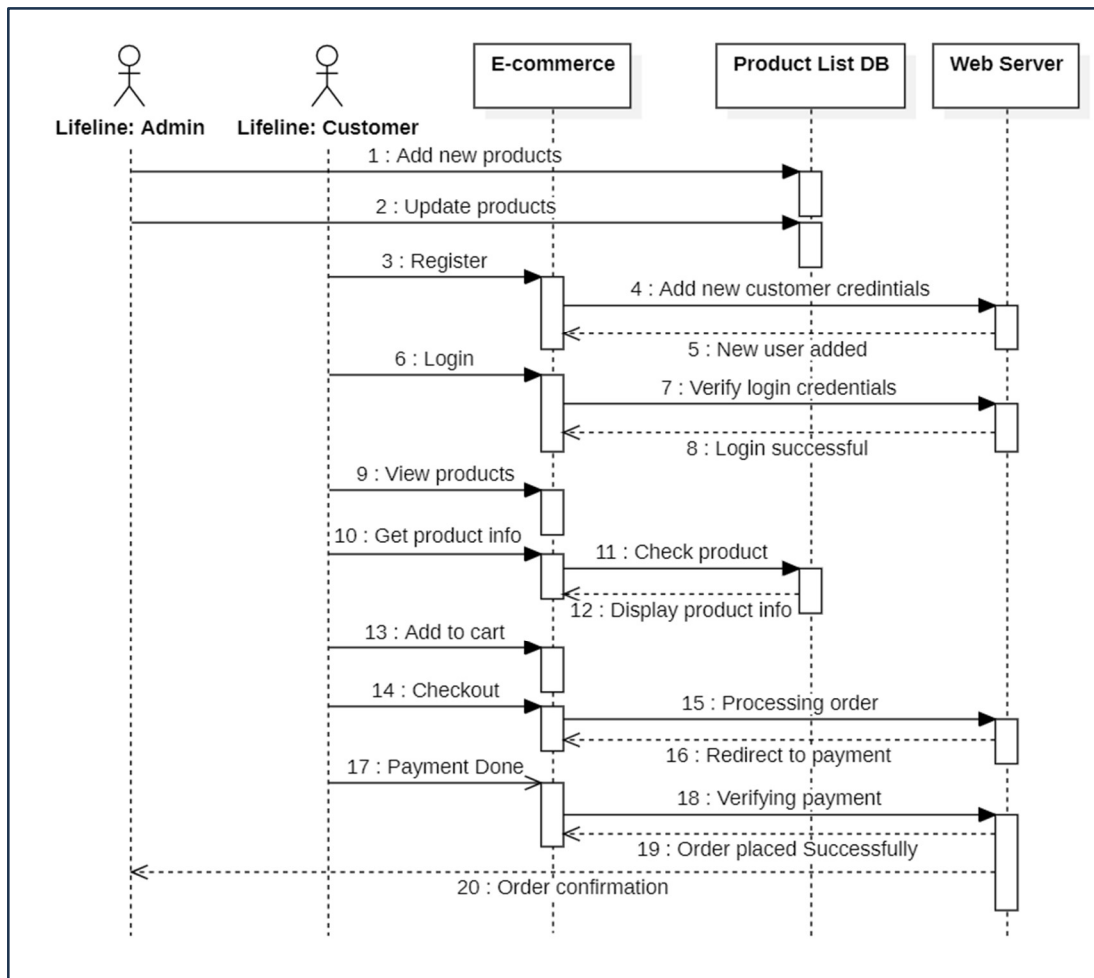 E-commerce
Product List DB
Web Server
Lifeline: Admin
Lifeline: Customer
1 : Add new products
2 : Update products
3 : Register
4 : Add new customer credintials
5 : New user added
6 : Login
7 : Verify login credentials
8 : Login successful
9 : View products
10 : Get product info
11 : Check product
12 : Display product info
13 : Add to cart
14 : Checkout
15 : Processing order
16 : Redirect to payment
17 : Payment Done
18 : Verifying payment
19 : Order placed Successfully
20 : Order confirmation